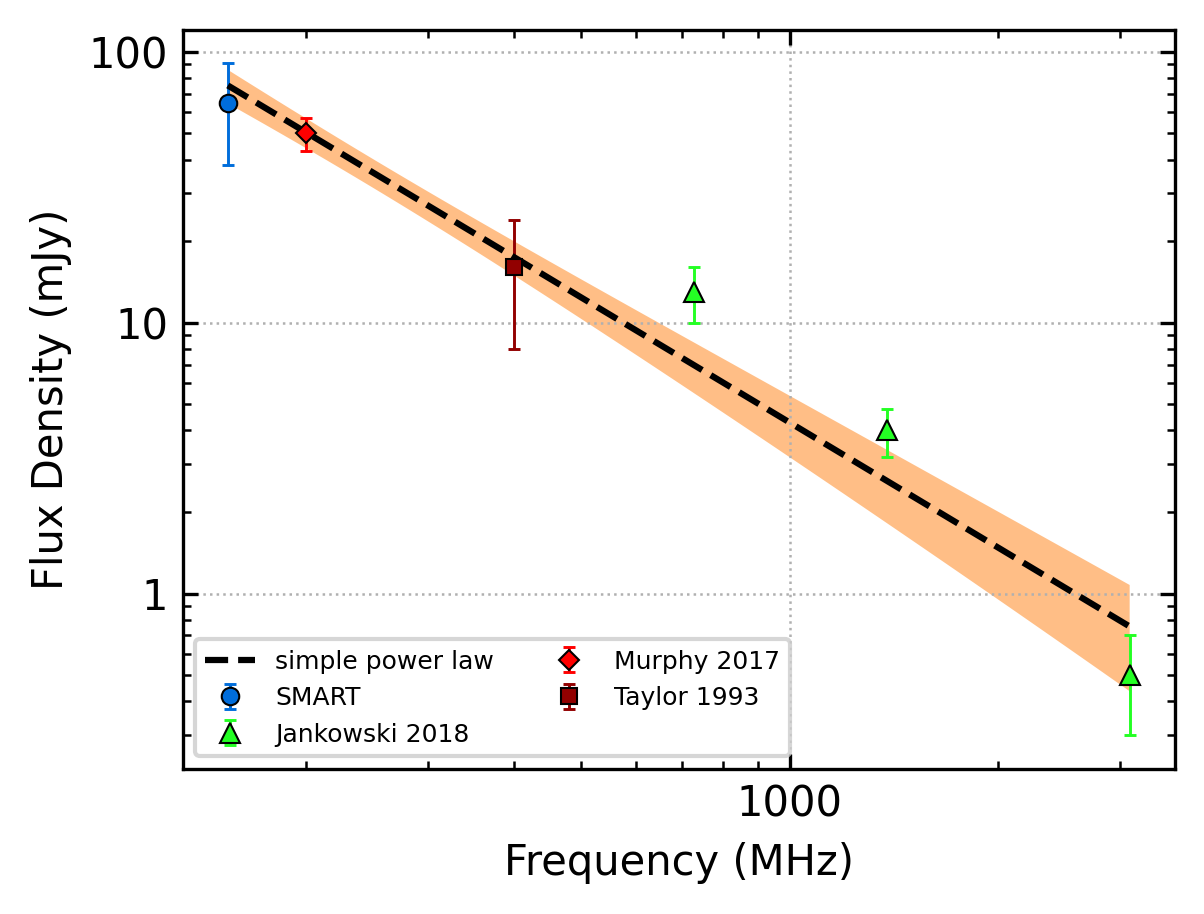 100
10
1
Flux Density (mJy)
simple power law
SMART
Jankowski 2018
Murphy 2017
Taylor 1993
1000
Frequency (MHz)